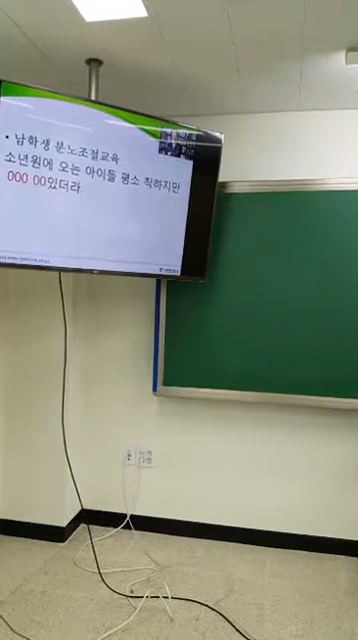 • 남학생 분노조절교육
소년원에 오는 아이들 평소 착하지만
000 00있더라.